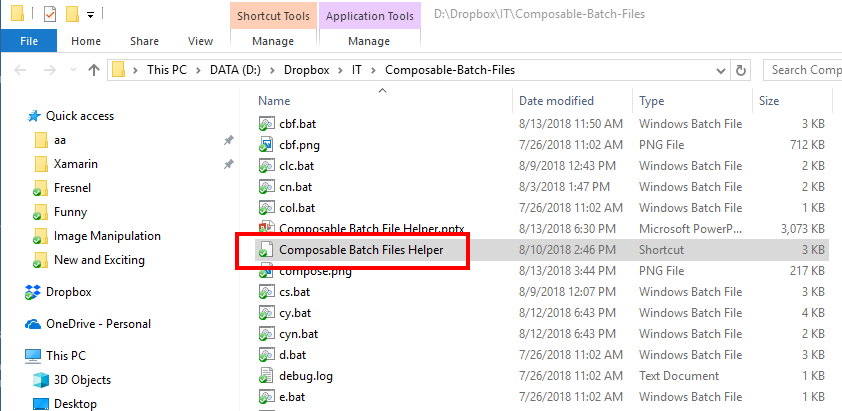 Shortcut Tools Application Tools D:\Dropbox\IT\Composable-Batch-Files
File Home Share View Manage Manage
This PC > DATA (D:) > Dropbox > IT > Composable-Batch-Files Search Comp
Name Date modified Type Size
Quick access
aa
Xamarin
Fresnel
Funny
Image Manipulation
New and Exciting
Dropbox
OneDrive - Personal
This PC
3D Objects
Desktop
cbf.bat 8/13/2018 11:50 AM Windows Batch File 3 KB
cbf.png 7/26/2018 11:02 AM PNG File 712 KB
clc.bat 8/9/2018 12:43 PM Windows Batch File 2 KB
cn.bat 8/3/2018 1:47 PM Windows Batch File 2 KB
col.bat 7/26/2018 11:02 AM Windows Batch File 2 KB
Composable Batch File Helper.pptx 8/13/2018 6:30 PM Microsoft PowerP... 3,073 KB
Composable Batch Files Helper 8/10/2018 2:46 PM Shortcut 3 KB
compose.png 8/13/2018 3:44 PM PNG File 217 KB
cs.bat 8/9/2018 12:07 PM Windows Batch File 2 KB
cy.bat 8/12/2018 6:43 PM Windows Batch File 4 KB
cyn.bat 8/12/2018 6:43 PM Windows Batch File 2 KB
d.bat 7/26/2018 11:02 AM Windows Batch File 2 KB
debug.log 7/26/2018 11:02 AM Text Document 1 KB
e.bat 7/26/2018 11:02 AM Windows Batch File 2 KB